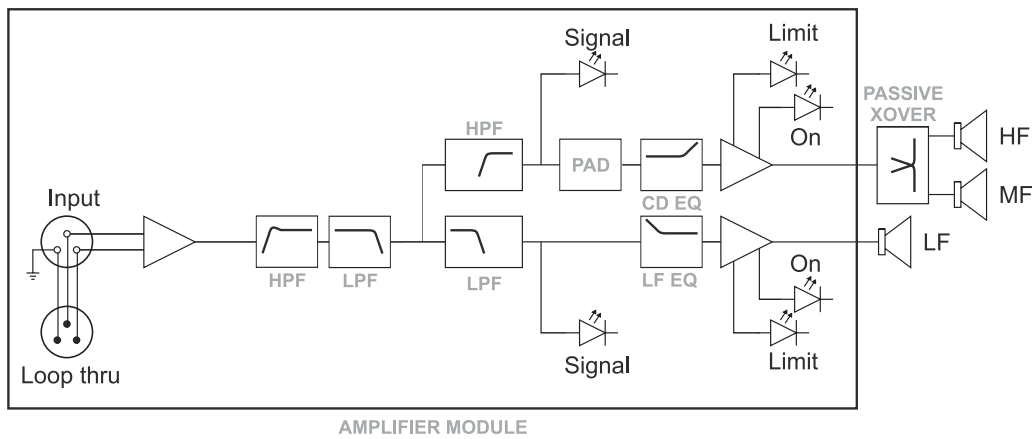 Signal
Limit
PASSIVE
XOVER
On
HPF
HF
PAD
Input
CD EQ
MF
LF
On
HPF
LPF
LPF
LF EQ
Signal
Limit
Loop thru
AMPLIFIER MODULE